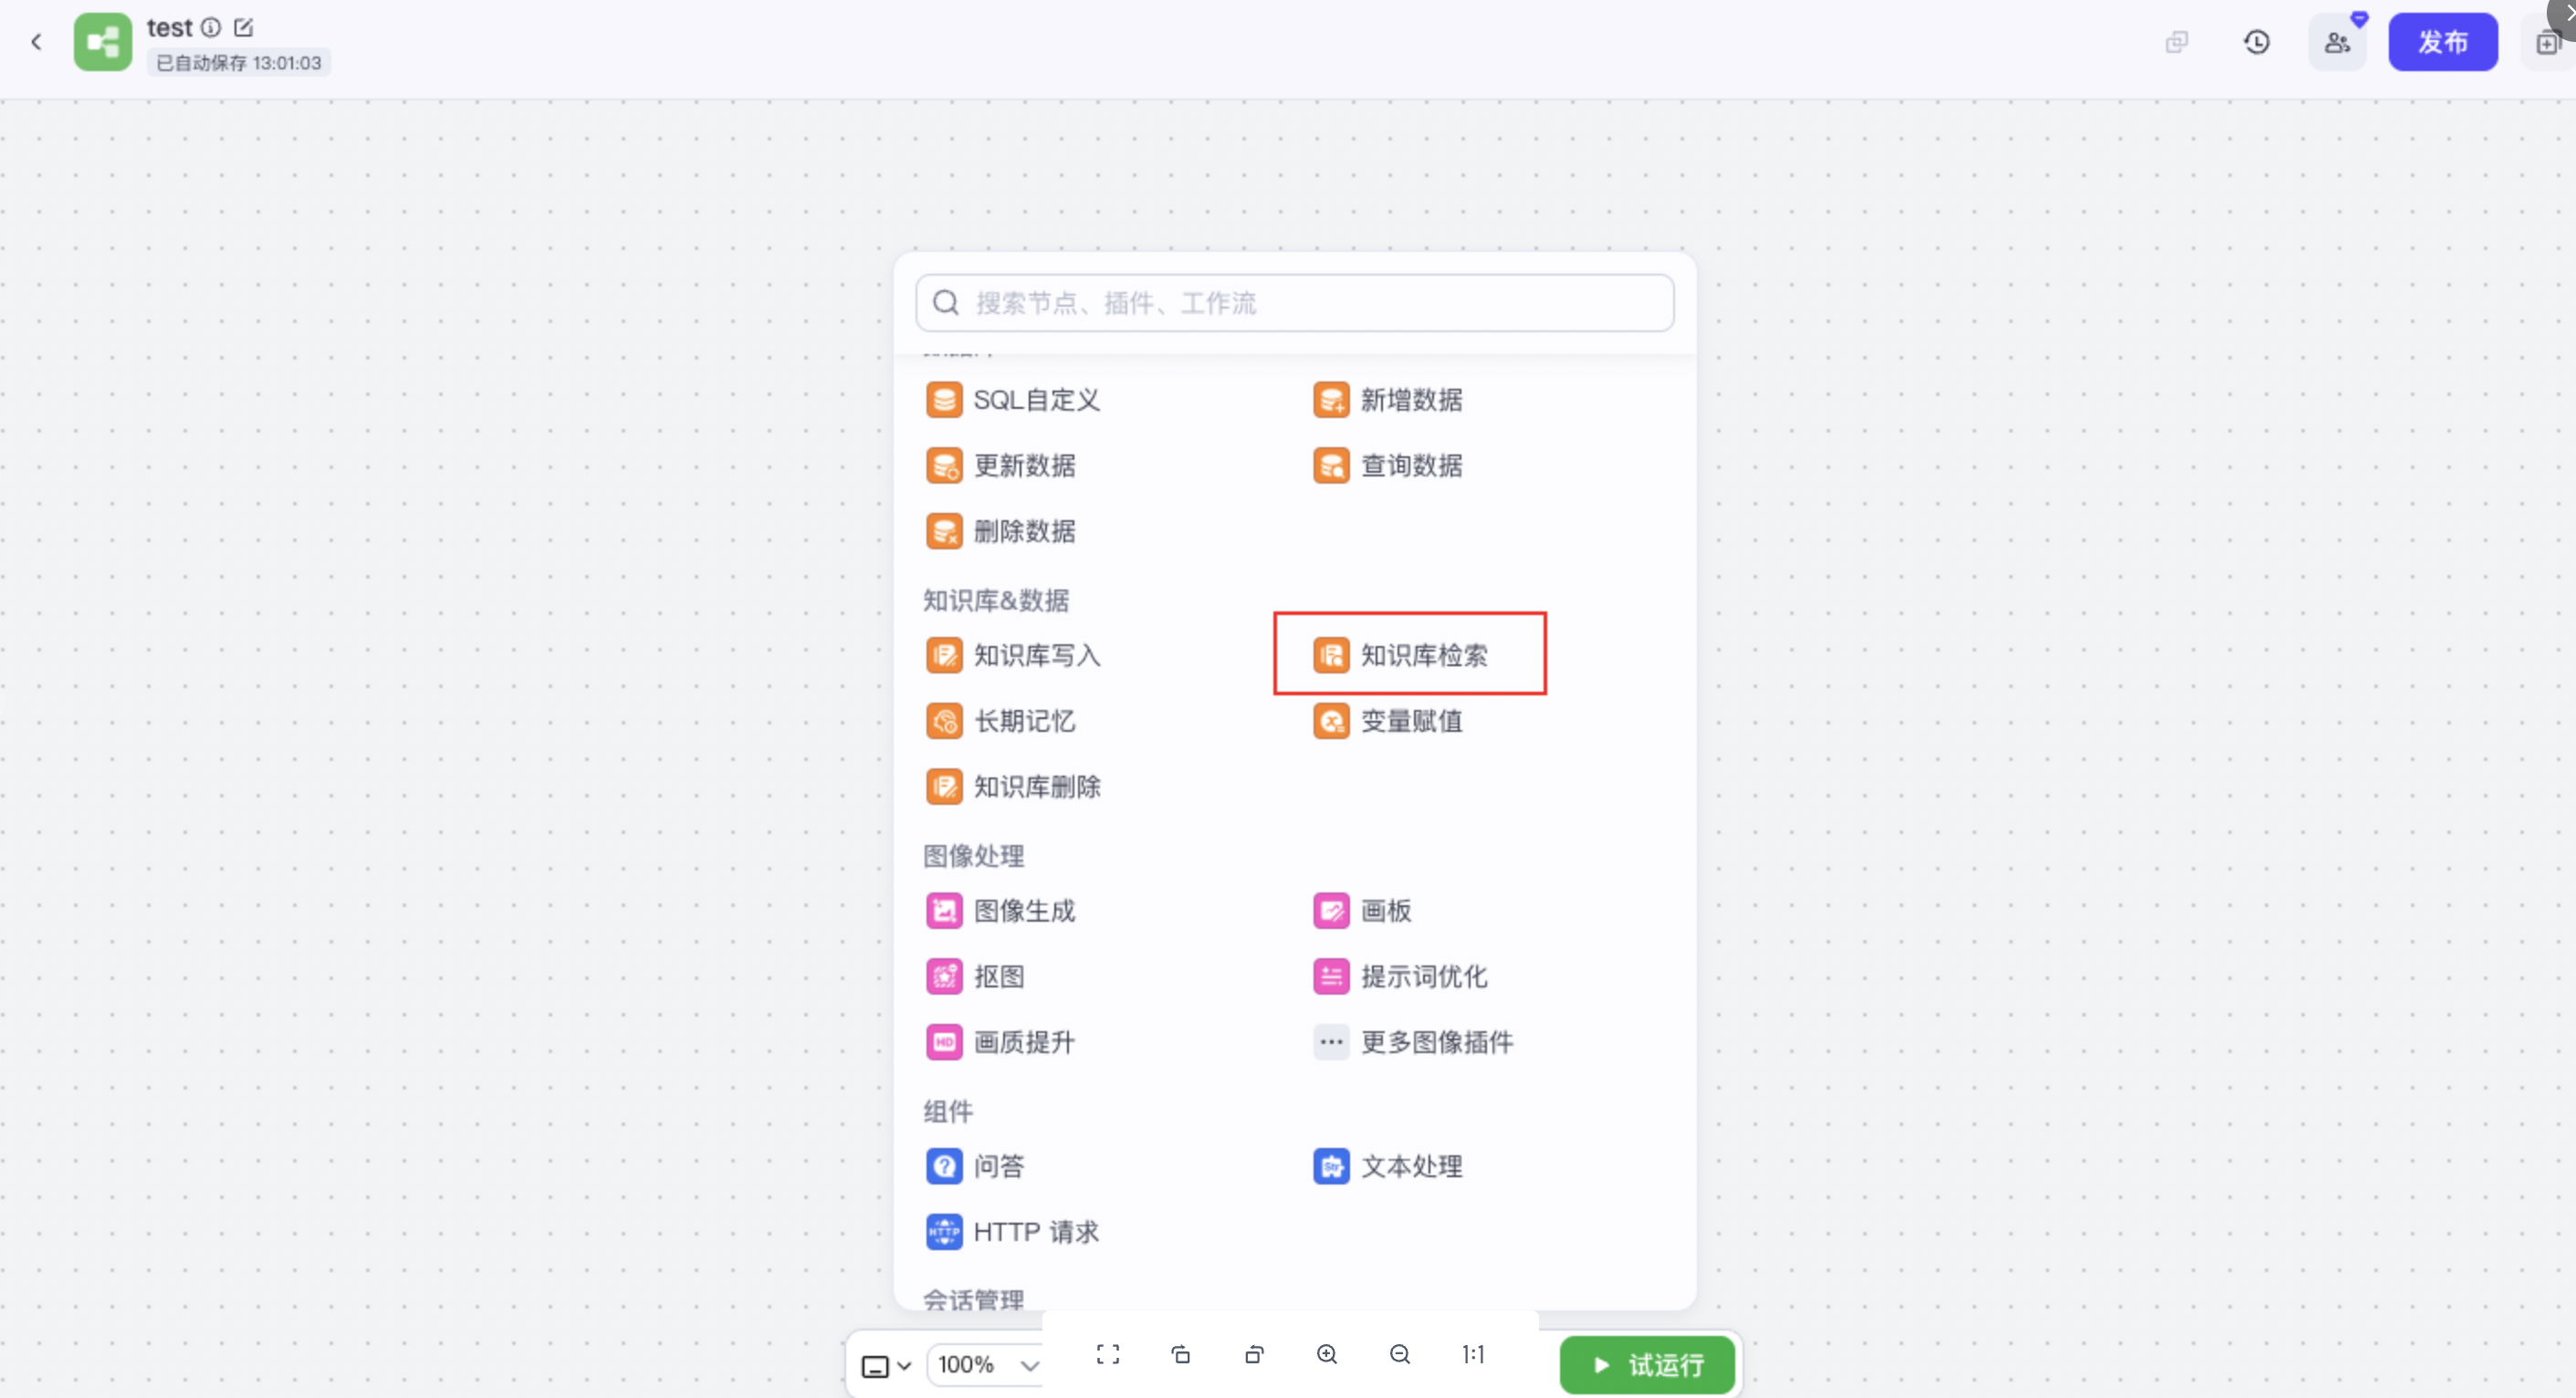 test
已自动保存 13:01:03
发布
搜索节点、插件、工作流
SQL自定义
新增数据
更新数据
查询数据
删除数据
知识库&数据
知识库写入
知识库检索
长期记忆
变量赋值
知识库删除
图像处理
图像生成
画板
抠图
提示词优化
HD
画质提升
更多图像插件
组件
问答
Str
文本处理
HTTP
HTTP 请求
会话管理
100%
1:1
试运行